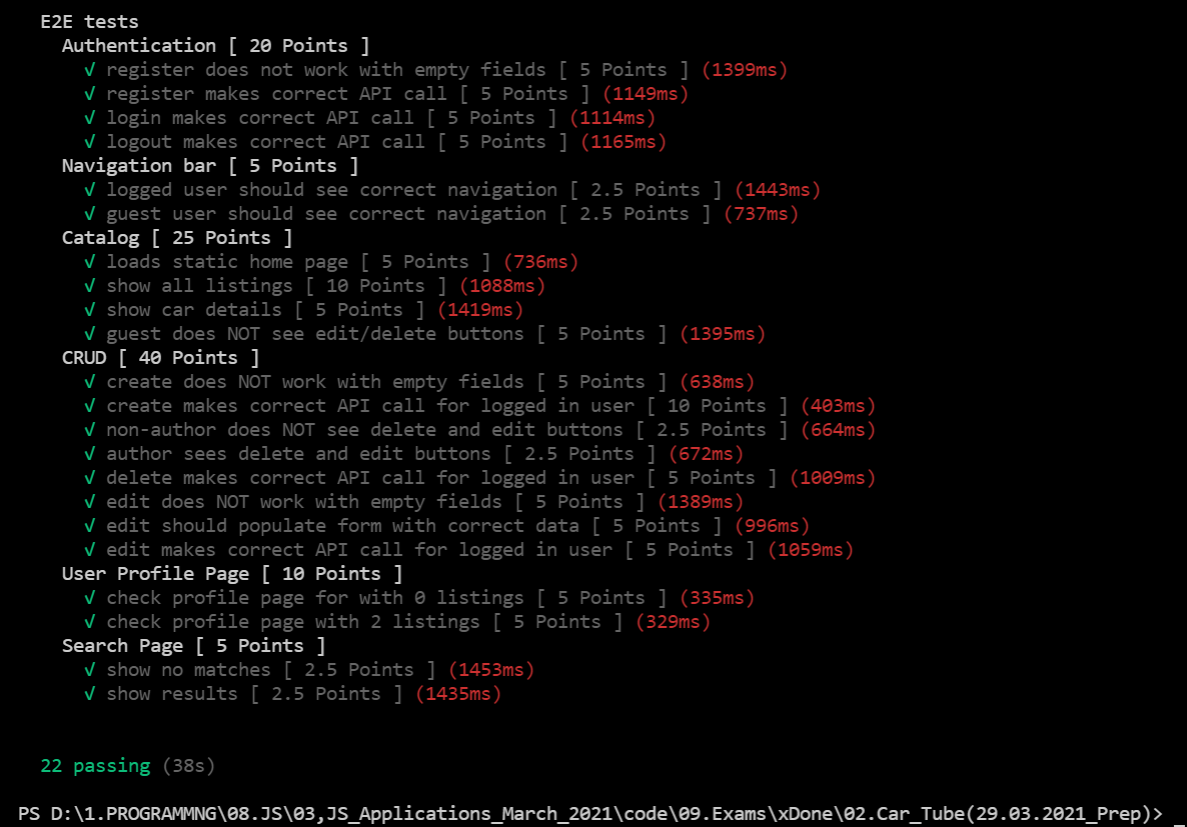 E2E tests
Authentication [ 20 Points ]
√ register does not work with empty fields [ 5 Points ] (1399ms)
√ register makes correct API call [ 5 Points ] (1149ms)
√ login makes correct API call [ 5 Points ] (1114ms)
√ logout makes correct API call [ 5 Points ] (1165ms)
Navigation bar [ 5 Points ]
√ logged user should see correct navigation [ 2.5 Points ] (1443ms)
√ guest user should see correct navigation [ 2.5 Points ] (737ms)
Catalog [ 25 Points ]
√ loads static home page [ 5 Points ] (736ms)
√ show all listings [ 10 Points ] (1088ms)
√ show car details [ 5 Points ] (1419ms)
√ guest does NOT see edit/delete buttons [ 5 Points ] (1395ms)
CRUD [ 40 Points ]
√ create does NOT work with empty fields [ 5 Points ] (638ms)
√ create makes correct API call for logged in user [ 10 Points ] (403ms)
√ non-author does NOT see delete and edit buttons [ 2.5 Points ] (664ms)
√ author sees delete and edit buttons [ 2.5 Points ] (672ms)
√ delete makes correct API call for logged in user [ 5 Points ] (1009ms)
√ edit does NOT work with empty fields [ 5 Points ] (1389ms)
√ edit should populate form with correct data [ 5 Points ] (996ms)
√ edit makes correct API call for logged in user [ 5 Points ] (1059ms)
User Profile Page [ 10 Points ]
√ check profile page for with 0 listings [ 5 Points ] (335ms)
√ check profile page with 2 listings [ 5 Points ] (329ms)
Search Page [ 5 Points ]
√ show no matches [ 2.5 Points ] (1453ms)
√ show results [ 2.5 Points ] (1435ms)
22 passing (38s)
PS D:\1.PROGRAMMNG\08.JS\03,JS_Applications_March_2021\code\09.Exams\xDone\02.Car_Tube(29.03.2021_Prep)>